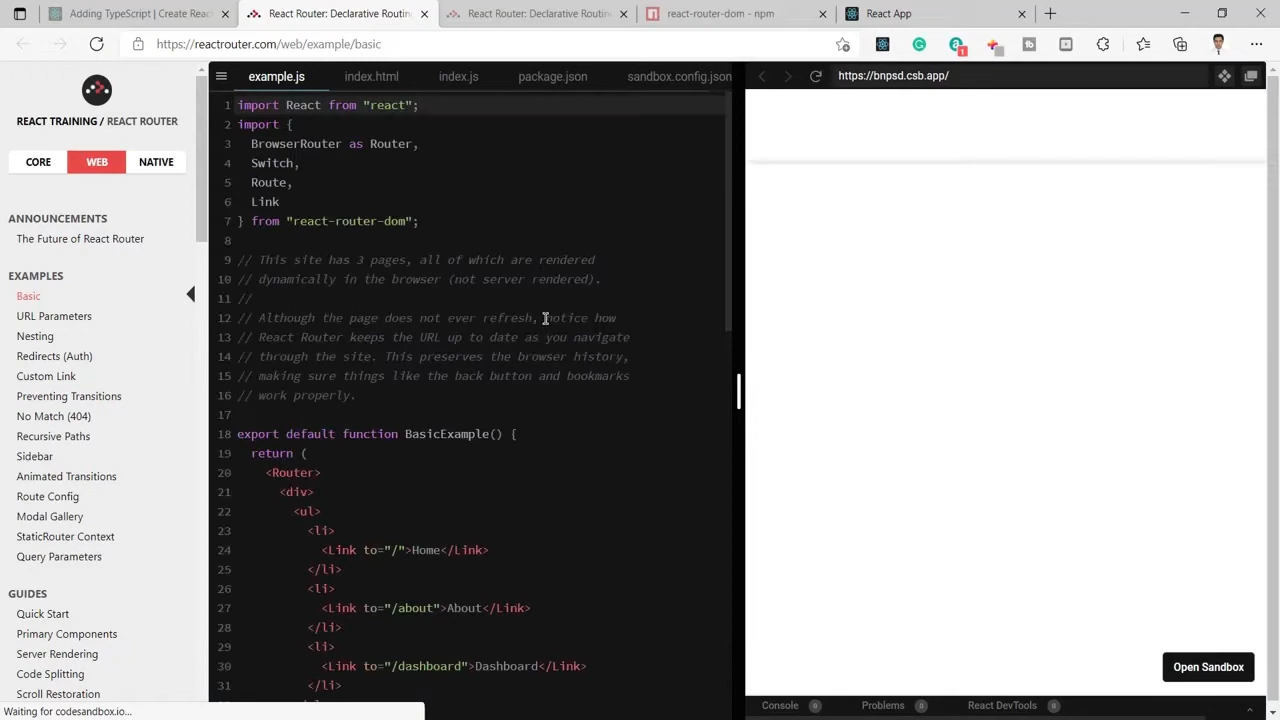 Adding TypeScript | Create Rea
React Router: Declarative Routin
React Router: Declarative Routin
react-router-dom - npm
React App
https://reactrouter.com/web/example/basic
1
REACT TRAINING / REACT ROUTER
CORE
WEB
NATIVE
ANNOUNCEMENTS
The Future of React Router
EXAMPLES
Basic
URL Parameters
Nesting
Redirects (Auth)
Custom Link
Preventing Transitions
No Match (404)
Recursive Paths
Sidebar
Animated Transitions
Route Config
Modal Gallery
StaticRouter Context
Query Parameters
GUIDES
Quick Start
Primary Components
Server Rendering
Code Splitting
Scroll Restoration
Waiting for codesandbox.io...
example.js
index.html
index.js
package.json
sandbox.config.json
1 import React from "react";
2 import {
3 BrowserRouter as Router,
4 Switch,
5 Route,
6 Link
7 } from "react-router-dom";
8
9 // This site has 3 pages, all of which are rendered
10 // dynamically in the browser (not server rendered).
11 //
12 // Although the page does not ever refresh, notice how
13 // React Router keeps the URL up to date as you navigate
14 // through the site. This preserves the browser history,
15 // making sure things like the back button and bookmarks
16 // work properly.
17
18 export default function BasicExample() {
19 return (
20 <Router>
21 <div>
22 <ul>
23 <li>
24 <Link to="/">Home</Link>
25 </li>
26 <li>
27 <Link to="/about">About</Link>
28 </li>
29 <li>
30 <Link to="/dashboard">Dashboard</Link>
31 </li>
https://bnpsd.csb.app/
Open Sandbox
Console 0
Problems 0
React DevTools 0